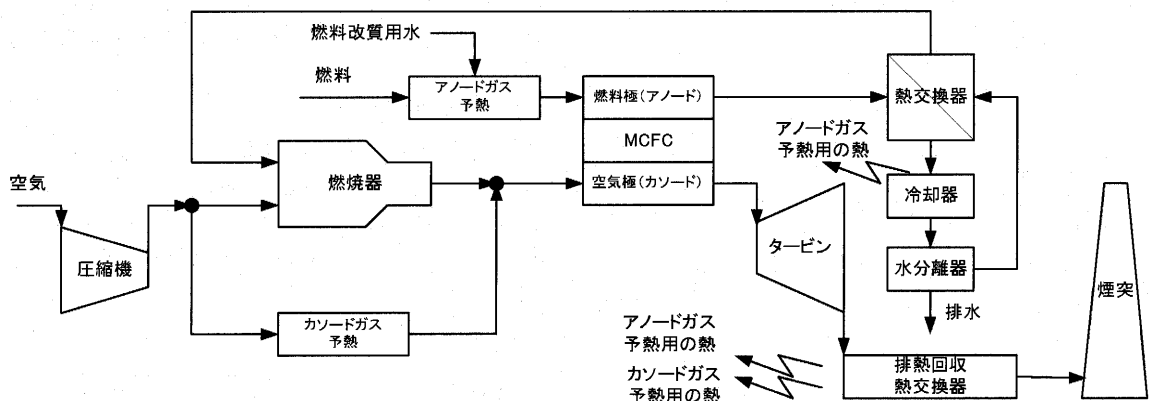 燃料改質用水
燃料
アノードガス
予熱
燃料極(アノード)
MCFC
空気極(カソード)
熱交換器
アノードガス
予熱用の熱
冷却器
水分離器
排水
空気
圧縮機
燃焼器
カソードガス
予熱
タービン
煙突
アノードガス
予熱用の熱
カソードガス
予熱用の熱
排熱回収
熱交換器